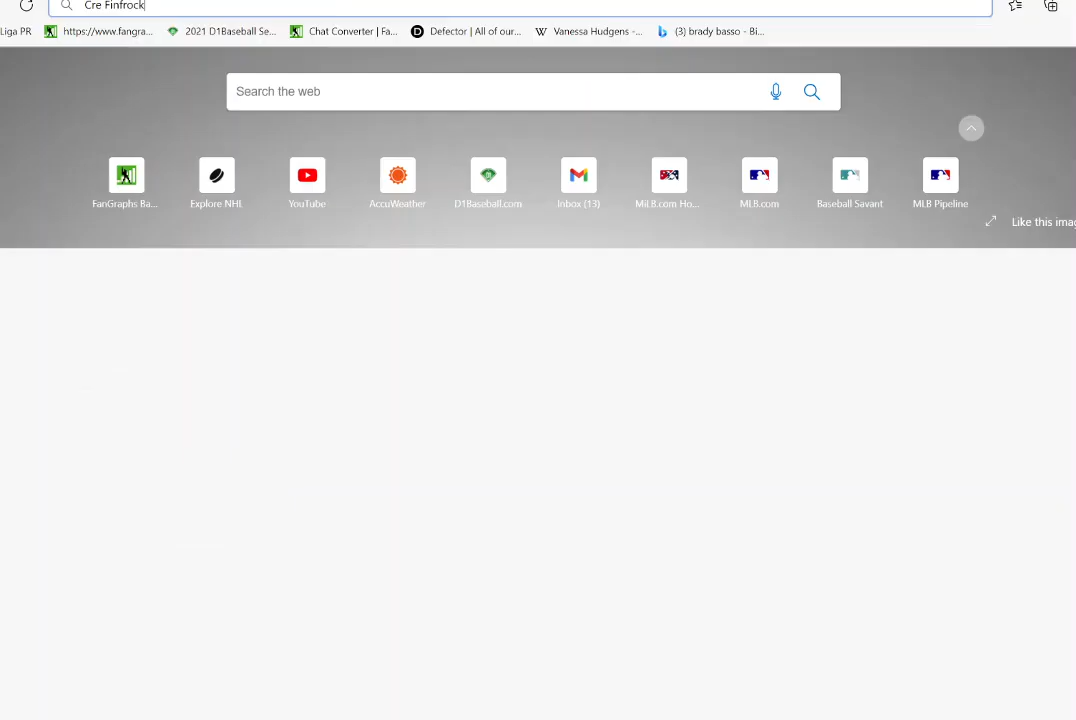 Cre Finfrock
Liga PR https://www.fangra... 2021 D1Baseball Se... Chat Converter | Fa... D Defector | All of our... W Vanessa Hudgens -... (3) brady basso - Bi...
Search the web
FanGraphs Ba... Explore NHL YouTube AccuWeather D1Baseball.com Inbox (13) MiLB.com Ho... MLB.com Baseball Savant MLB Pipeline
Like this imag